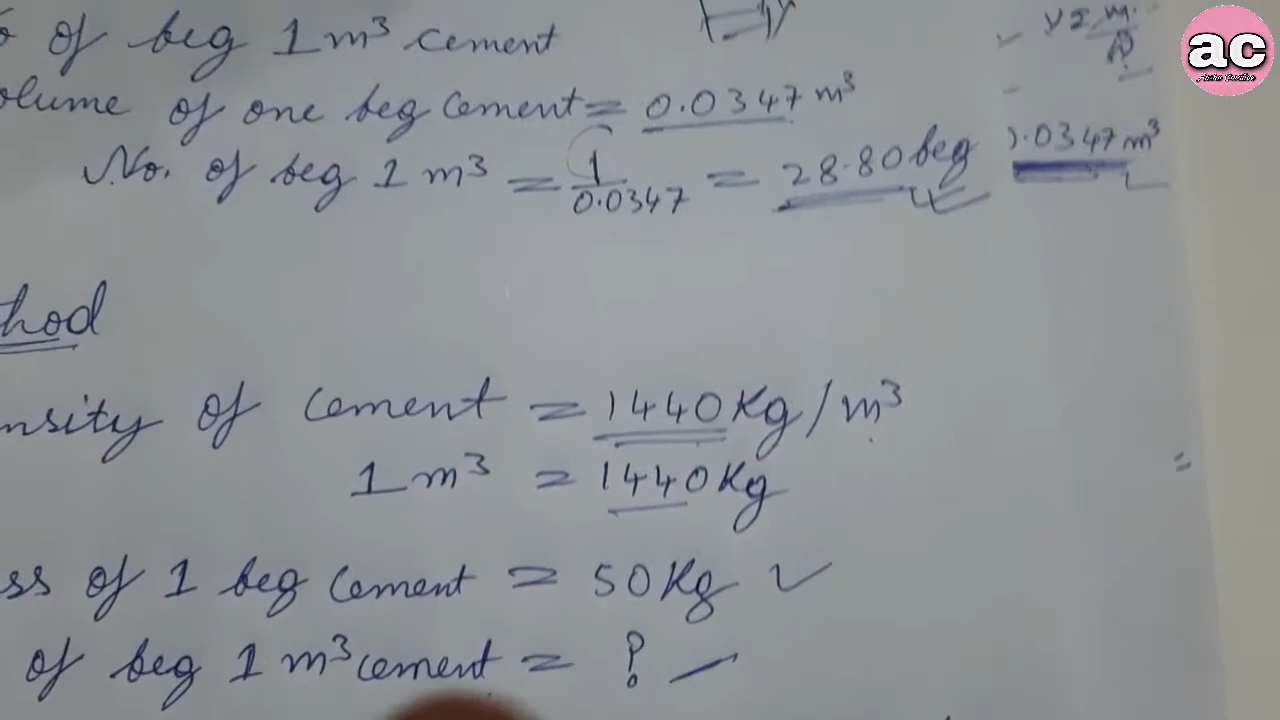 Of beg 1 m³ cement
olume of one beg cement = 0.0347 m³
No. of beg 1 m³ = 1/0.0347 = 28.80 beg
.0347 m³
thod
nsity of cement = 1440 Kg/m³
1 m³ = 1440 Kg
ss of 1 beg cement = 50 Kg
of beg 1 m³ cement = ?
ac